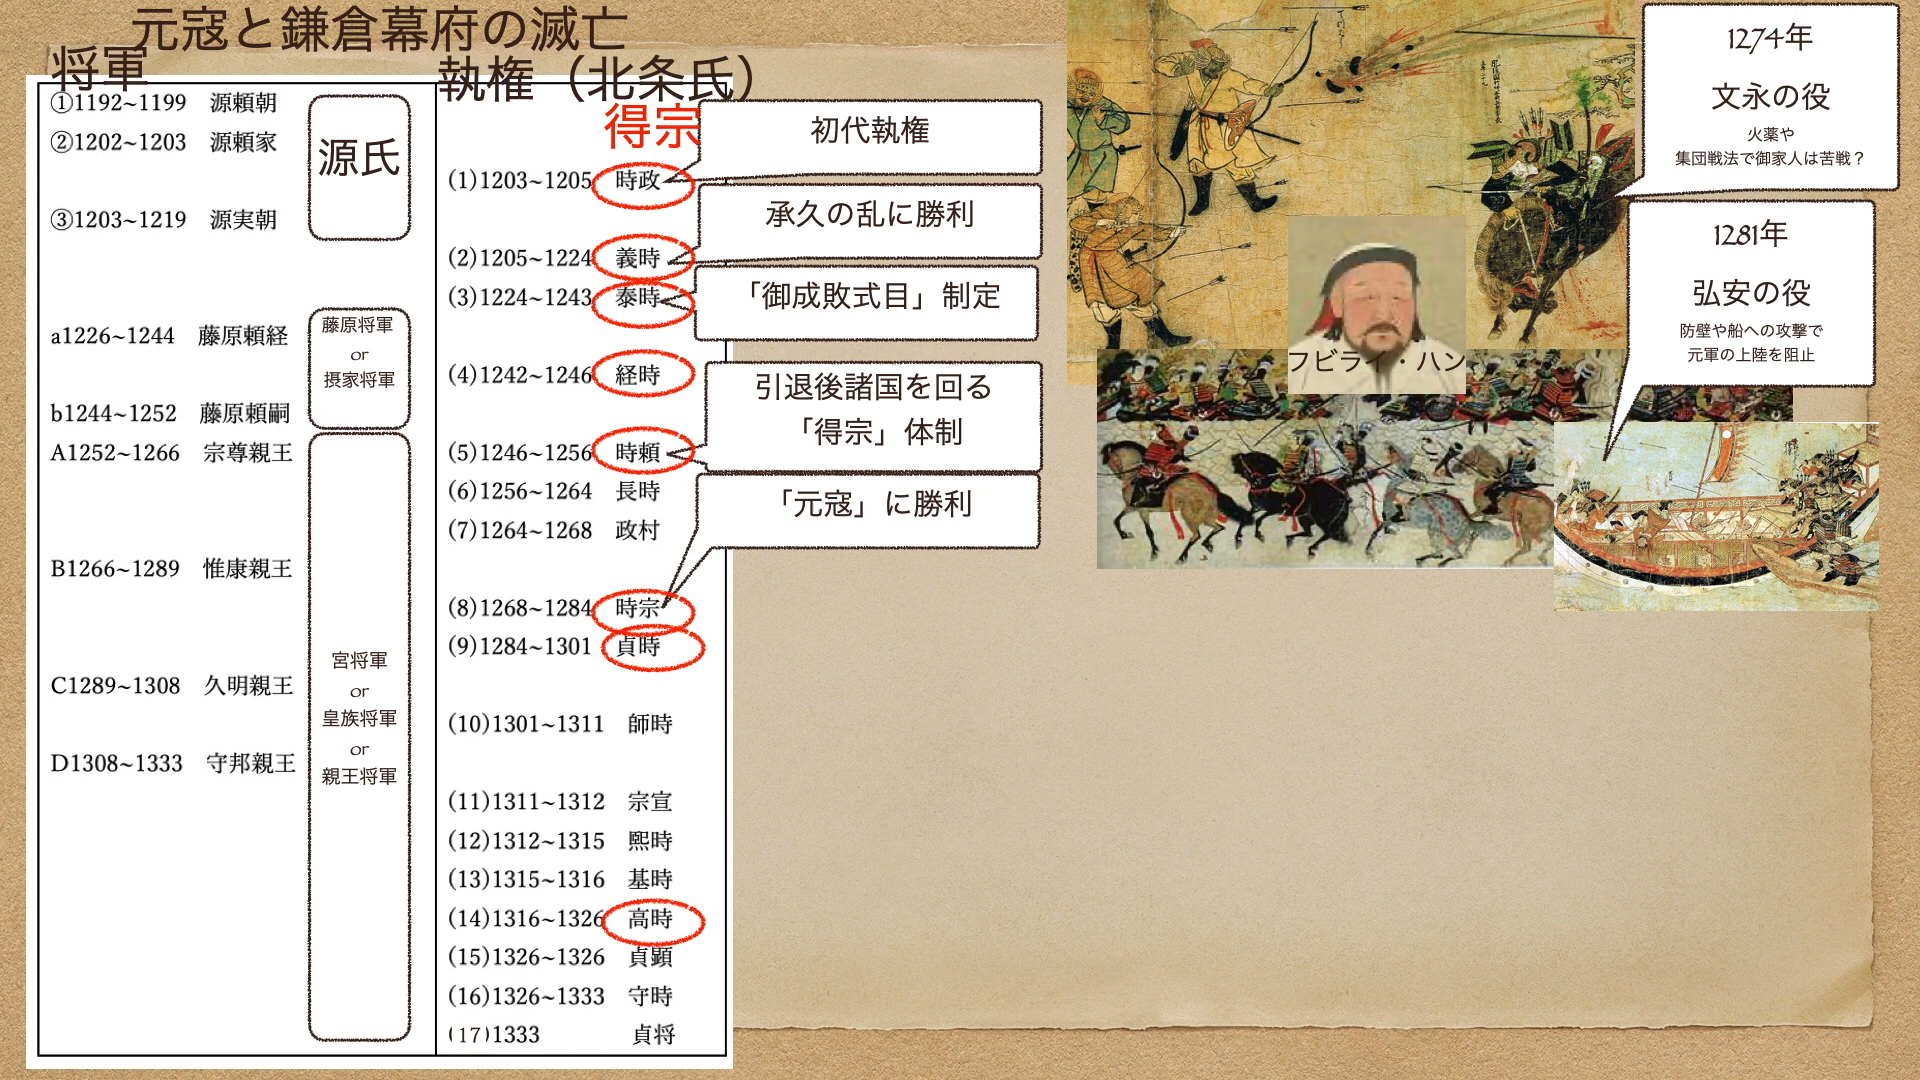 元寇と鎌倉幕府の滅亡
将軍
執権（北条氏）
得宗
①1192~1199　源頼朝
②1202~1203　源頼家
③1203~1219　源実朝
源氏
a1226~1244　藤原頼経
b1244~1252　藤原頼嗣
藤原将軍
or
摂家将軍
A1252~1266　宗尊親王
B1266~1289　惟康親王
C1289~1308　久明親王
D1308~1333　守邦親王
宮将軍
or
皇族将軍
or
親王将軍
(1)1203~1205　時政
(2)1205~1224　義時
(3)1224~1243　泰時
(4)1242~1246　経時
(5)1246~1256　時頼
(6)1256~1264　長時
(7)1264~1268　政村
(8)1268~1284　時宗
(9)1284~1301　貞時
(10)1301~1311　師時
(11)1311~1312　宗宣
(12)1312~1315　煕時
(13)1315~1316　基時
(14)1316~1326　高時
(15)1326~1326　貞顕
(16)1326~1333　守時
(17)1333　貞将
初代執権
承久の乱に勝利
「御成敗式目」制定
引退後諸国を回る
「得宗」体制
「元寇」に勝利
フビライ・ハン
1274年
文永の役
火薬や
集団戦法で御家人は苦戦？
1281年
弘安の役
防壁や船への攻撃で
元軍の上陸を阻止